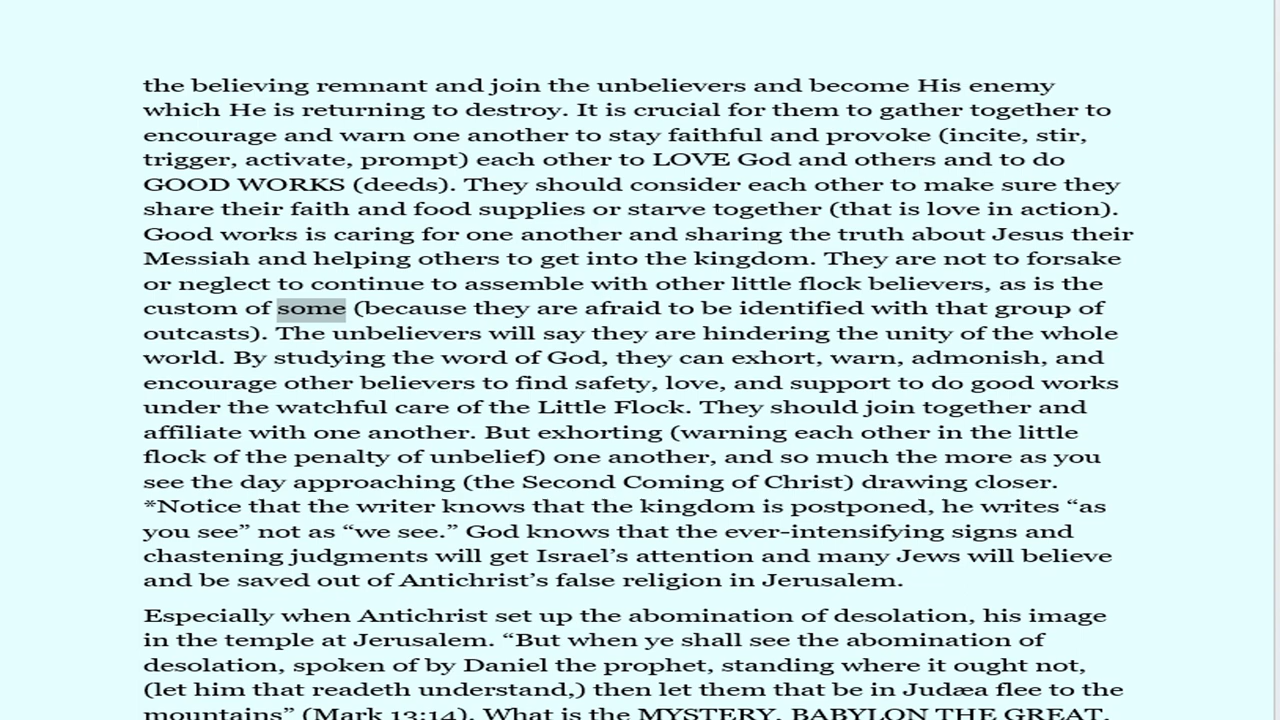 the believing remnant and join the unbelievers and become His enemy
which He is returning to destroy. It is crucial for them to gather together to
encourage and warn one another to stay faithful and provoke (incite, stir,
trigger, activate, prompt) each other to LOVE God and others and to do
GOOD WORKS (deeds). They should consider each other to make sure they
share their faith and food supplies or starve together (that is love in action).
Good works is caring for one another and sharing the truth about Jesus their
Messiah and helping others to get into the kingdom. They are not to forsake
or neglect to continue to assemble with other little flock believers, as is the
custom of some (because they are afraid to be identified with that group of
outcasts). The unbelievers will say they are hindering the unity of the whole
world. By studying the word of God, they can exhort, warn, admonish, and
encourage other believers to find safety, love, and support to do good works
under the watchful care of the Little Flock. They should join together and
affiliate with one another. But exhorting (warning each other in the little
flock of the penalty of unbelief) one another, and so much the more as you
see the day approaching (the Second Coming of Christ) drawing closer.
*Notice that the writer knows that the kingdom is postponed, he writes “as
you see” not as “we see.” God knows that the ever-intensifying signs and
chastening judgments will get Israel’s attention and many Jews will believe
and be saved out of Antichrist’s false religion in Jerusalem.
Especially when Antichrist set up the abomination of desolation, his image
in the temple at Jerusalem. “But when ye shall see the abomination of
desolation, spoken of by Daniel the prophet, standing where it ought not,
(let him that readeth understand,) then let them that be in Judæa flee to the
mountains” (Mark 13:14). What is the MYSTERY, BABYLON THE GREAT,